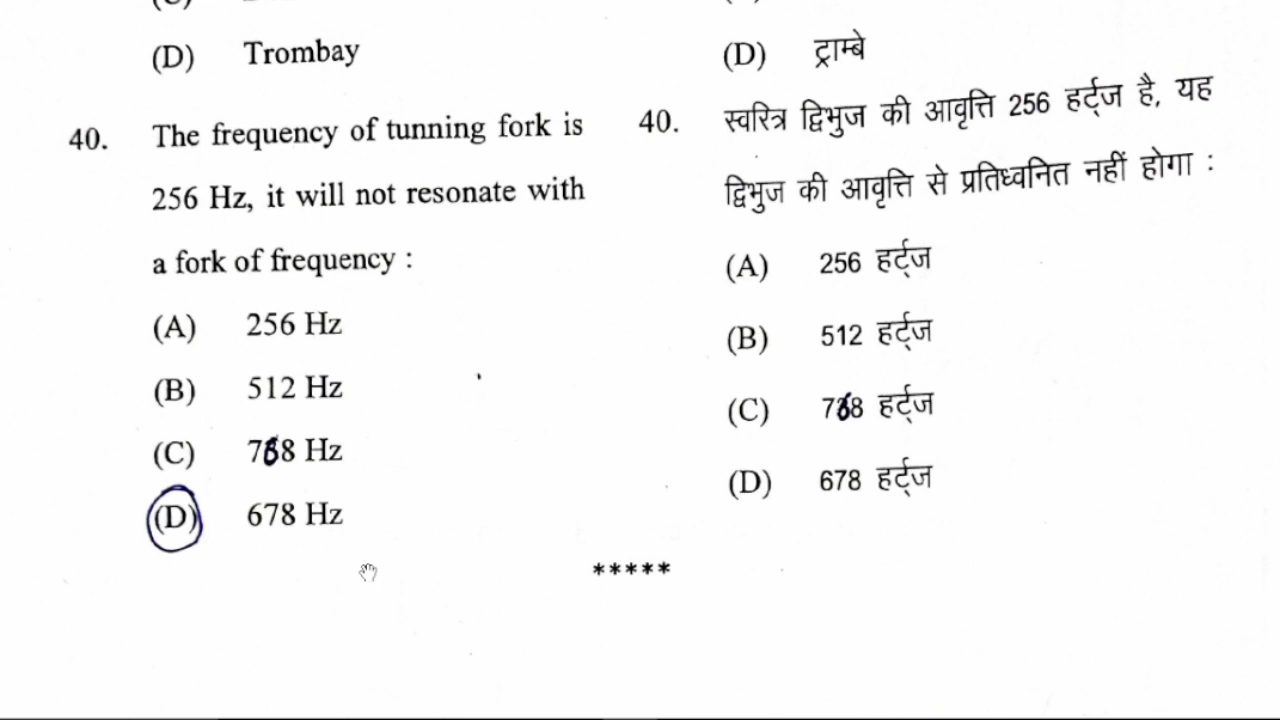 (D) Trombay
40. The frequency of tunning fork is
256 Hz, it will not resonate with
a fork of frequency :
(A) 256 Hz
(B) 512 Hz
(C) 768 Hz
(D) 678 Hz
(D) ट्राम्बे
40. स्वरित्र द्विभुज की आवृत्ति 256 हर्ट्ज है, यह
द्विभुज की आवृत्ति से प्रतिध्वनित नहीं होगा :
(A) 256 हर्ट्ज
(B) 512 हर्ट्ज
(C) 768 हर्ट्ज
(D) 678 हर्ट्ज
*****